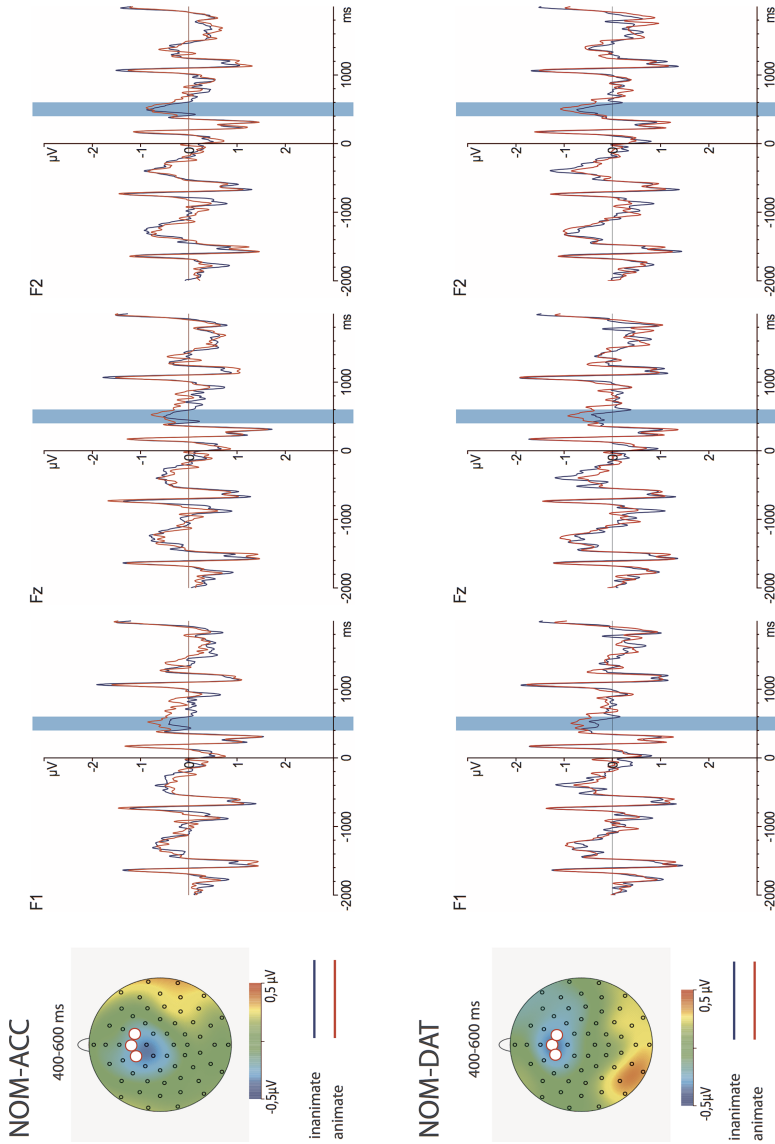 NOM-ACC
400-600 ms
-0,5µV 0,5 µV
inanimate
animate
F1
µV
-2 -1 0 1 2
-2000 -1000 0 1000 ms
Fz
µV
-2 -1 0 1 2
-2000 -1000 0 1000 ms
F2
µV
-2 -1 0 1 2
-2000 -1000 0 1000 ms
NOM-DAT
400-600 ms
-0,5µV 0,5 µV
inanimate
animate
F1
µV
-2 -1 0 1 2
-2000 -1000 0 1000 ms
Fz
µV
-2 -1 0 1 2
-2000 -1000 0 1000 ms
F2
µV
-2 -1 0 1 2
-2000 -1000 0 1000 ms